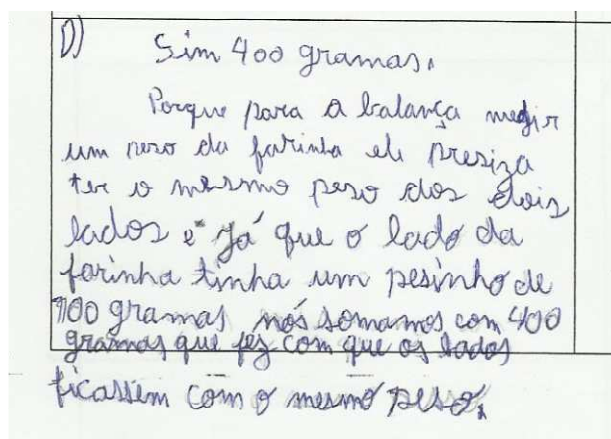 D) Sim 400 gramas.
Porque para a balança medir
um peso da farinha ele presiza
ter o mesmo peso dos dois
lados e já que o lado da
farinha tinha um pesinho de
100 gramas nós somamos com 400
gramas que fez com que os lados
ficassem com o mesmo peso.